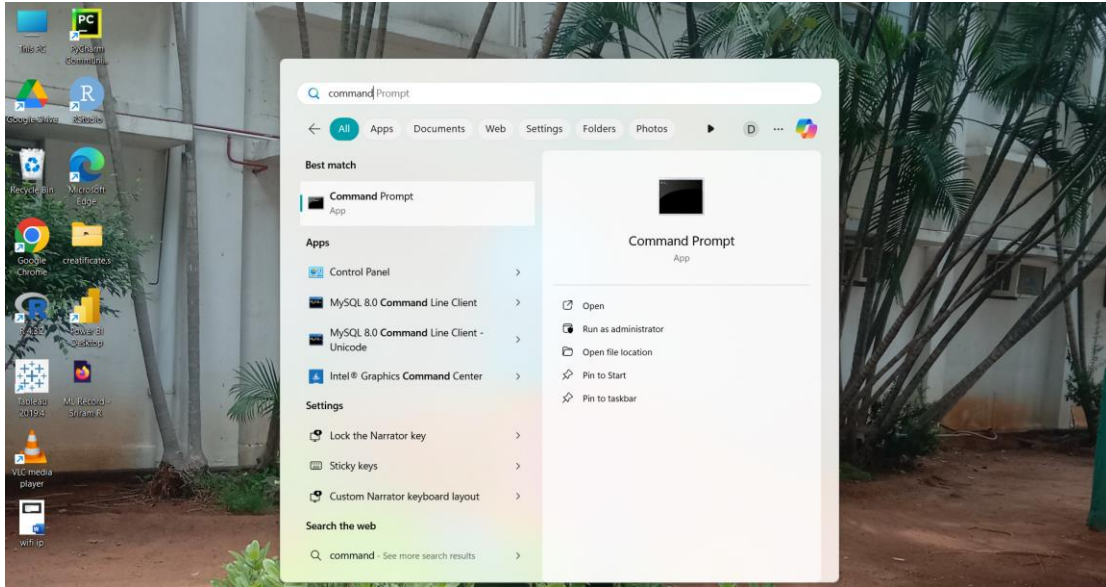 This PC
PyCharm
Communi...
Google Drive
RStudio
Recycle Bin
Microsoft
Edge
Google
Chrome
creatificate,s
R 4.3.2
Power BI
Desktop
Tableau
2019.4
ML Record -
Sriram R
VLC media
player
wifi ip
command Prompt
All
Apps
Documents
Web
Settings
Folders
Photos
D
Best match
Command Prompt
App
Apps
Control Panel
MySQL 8.0 Command Line Client
MySQL 8.0 Command Line Client -
Unicode
Intel® Graphics Command Center
Settings
Lock the Narrator key
Sticky keys
Custom Narrator keyboard layout
Search the web
command - See more search results
Command Prompt
App
Open
Run as administrator
Open file location
Pin to Start
Pin to taskbar